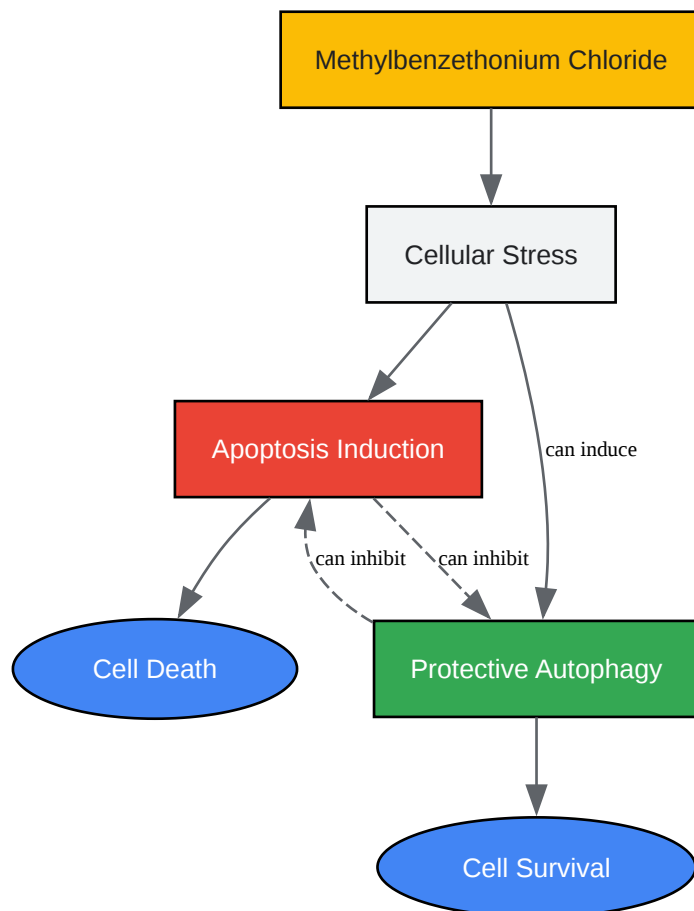 Methylbenzethonium Chloride
Cellular Stress
Apoptosis Induction
can induce
can inhibit
can inhibit
Cell Death
Protective Autophagy
Cell Survival